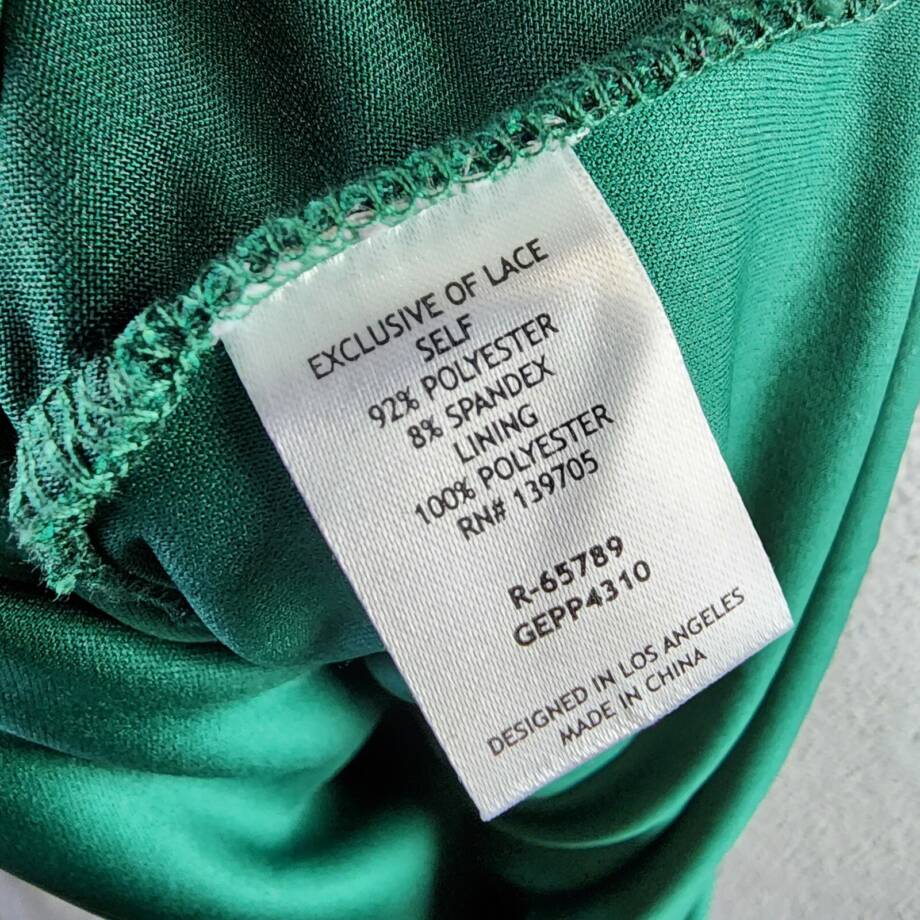 EXCLUSIVE OF LACE
SELF
92% POLYESTER
8% SPANDEX
LINING
100% POLYESTER
RN# 139705
R-65789
GEPP4310
DESIGNED IN LOS ANGELES
MADE IN CHINA